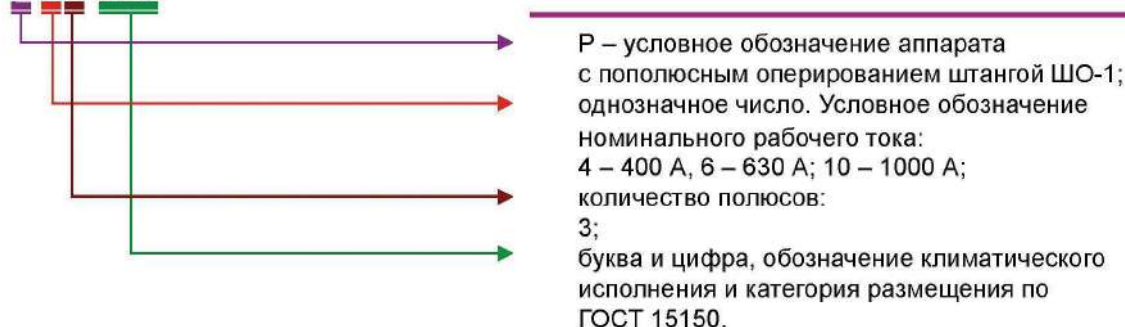 Р – условное обозначение аппарата
с пополюсным оперированием штангой ШО-1;
однозначное число. Условное обозначение
номинального рабочего тока:
4 – 400 А, 6 – 630 А; 10 – 1000 А;
количество полюсов:
3;
буква и цифра, обозначение климатического
исполнения и категория размещения по
ГОСТ 15150.